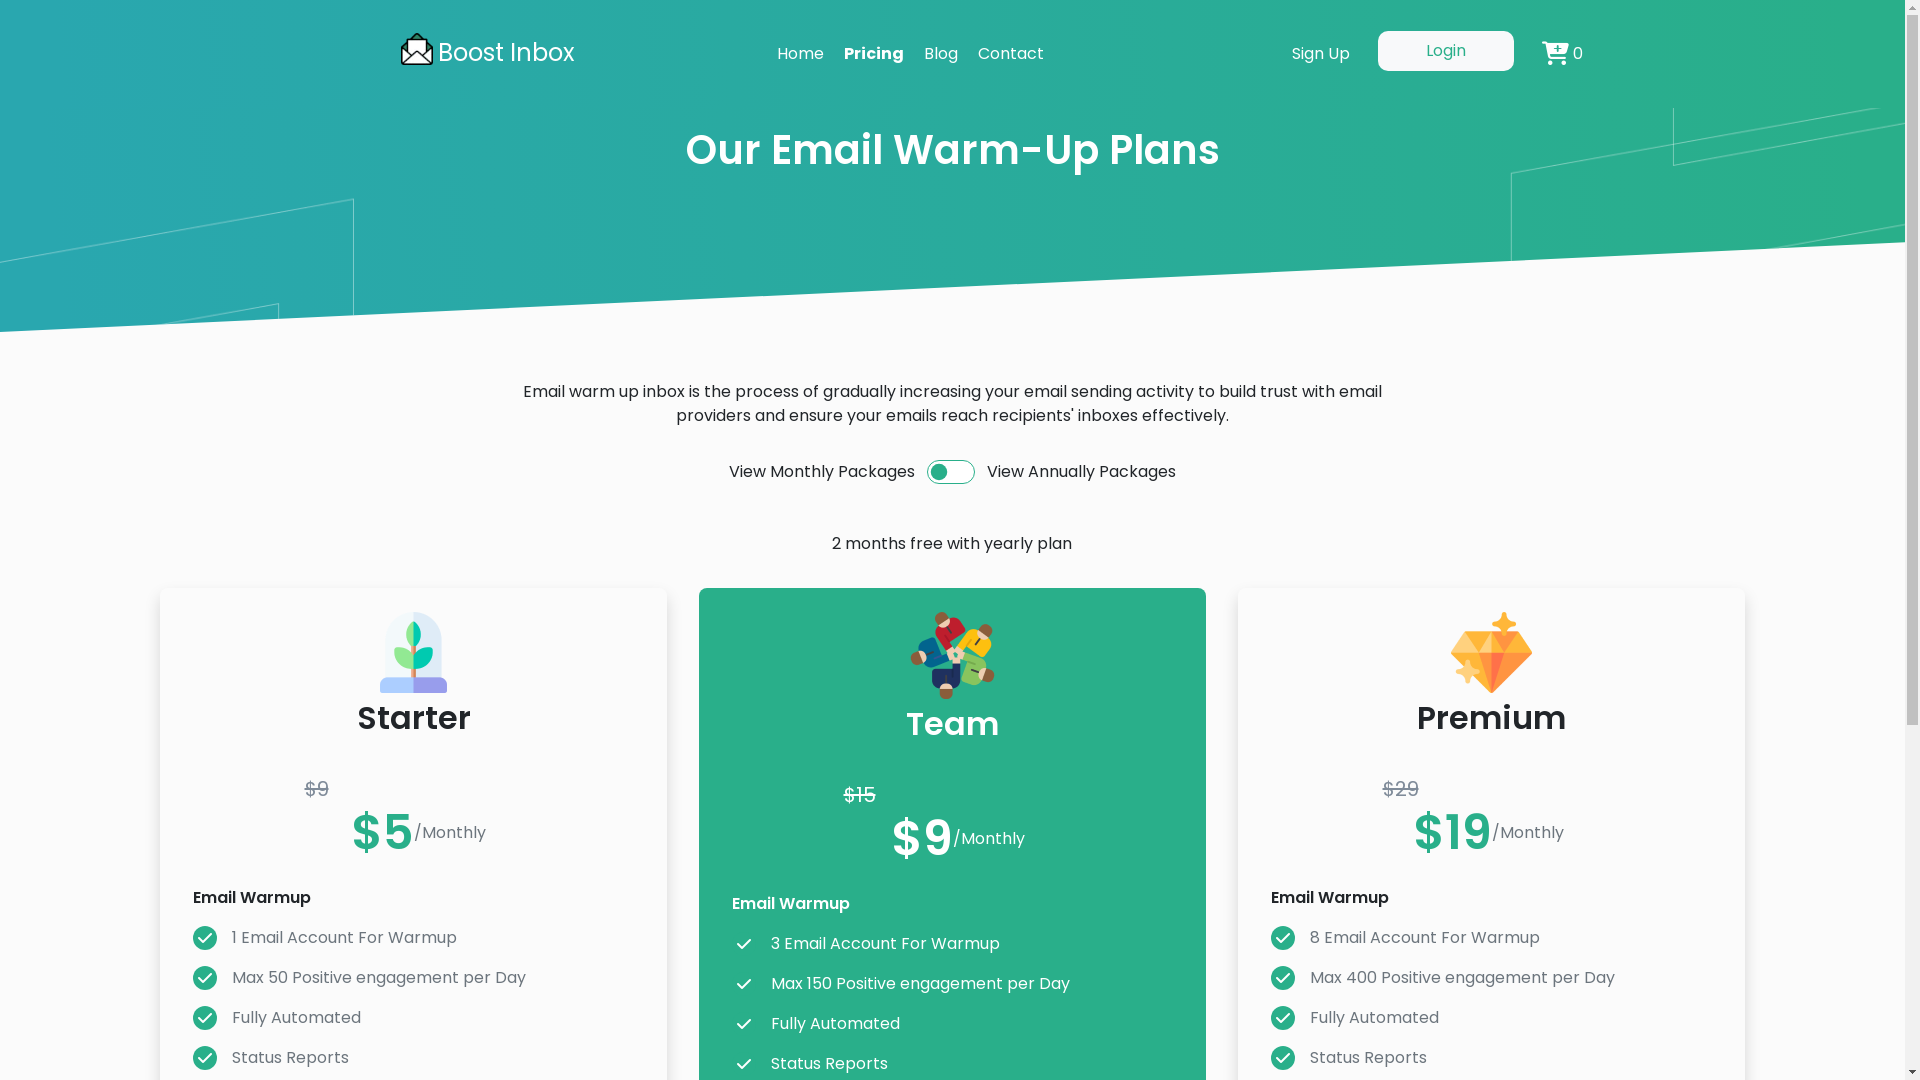 Boost Inbox
Home
Pricing
Blog
Contact
Sign Up
Login
0
Our Email Warm-Up Plans
Email warm up inbox is the process of gradually increasing your email sending activity to build trust with email
providers and ensure your emails reach recipients' inboxes effectively.
View Monthly Packages
View Annually Packages
2 months free with yearly plan
Starter
$9
$5/Monthly
Email Warmup
1 Email Account For Warmup
Max 50 Positive engagement per Day
Fully Automated
Status Reports
Team
$15
$9/Monthly
Email Warmup
3 Email Account For Warmup
Max 150 Positive engagement per Day
Fully Automated
Status Reports
Premium
$29
$19/Monthly
Email Warmup
8 Email Account For Warmup
Max 400 Positive engagement per Day
Fully Automated
Status Reports